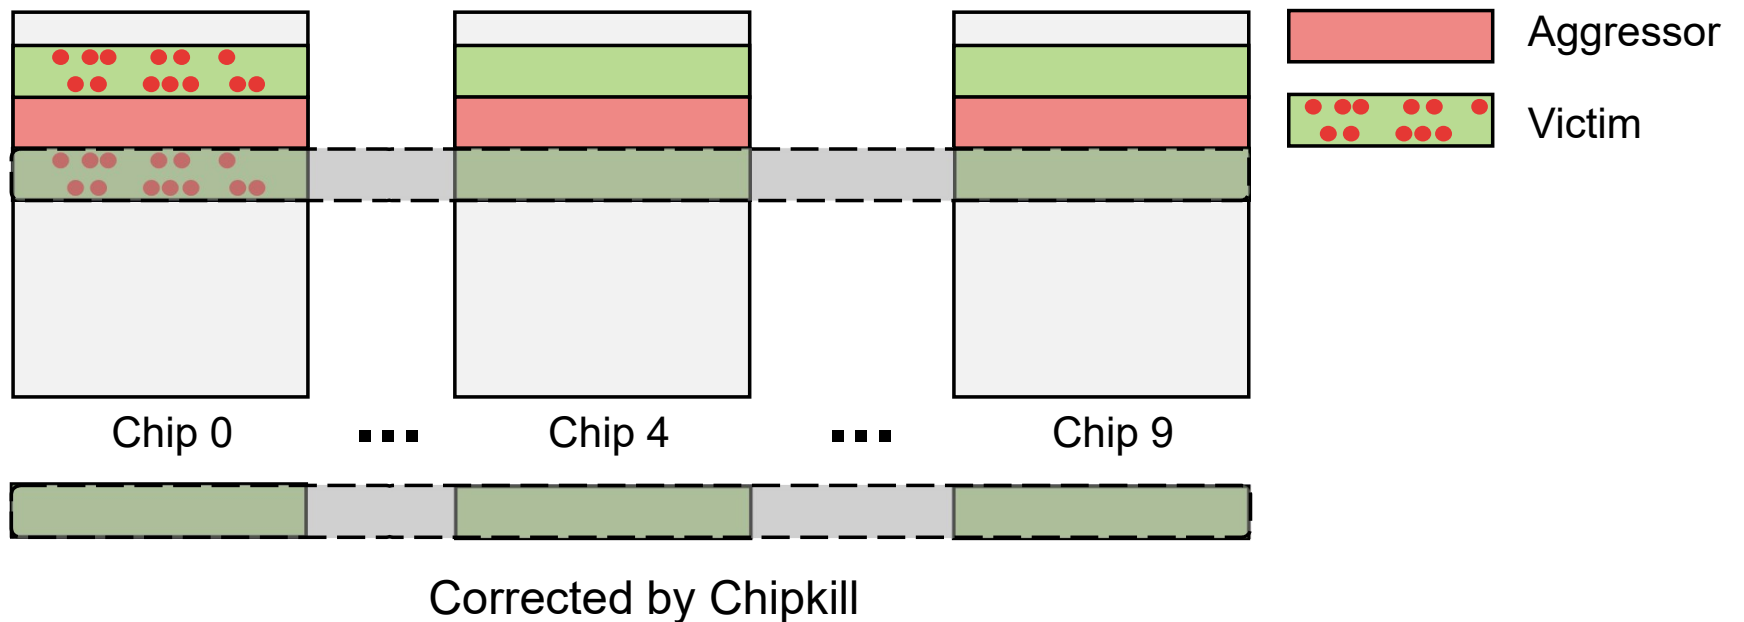 Aggressor
Victim
Chip 0 ... Chip 4 ... Chip 9
Corrected by Chipkill